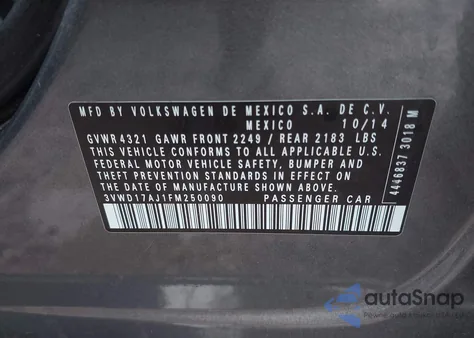 MFD BY VOLKSWAGEN DE MEXICO S.A. DE C.V.
MEXICO 10/14
GVWR 4321 GAWR FRONT 2249 / REAR 2183 LBS
THIS VEHICLE CONFORMS TO ALL APPLICABLE U.S.
FEDERAL MOTOR VEHICLE SAFETY, BUMPER AND
THEFT PREVENTION STANDARDS IN EFFECT ON THE
DATE OF MANUFACTURE SHOWN ABOVE.
3VWD17AJ1FM250090 PASSENGER CAR
4446837 3018 M
autoSnap